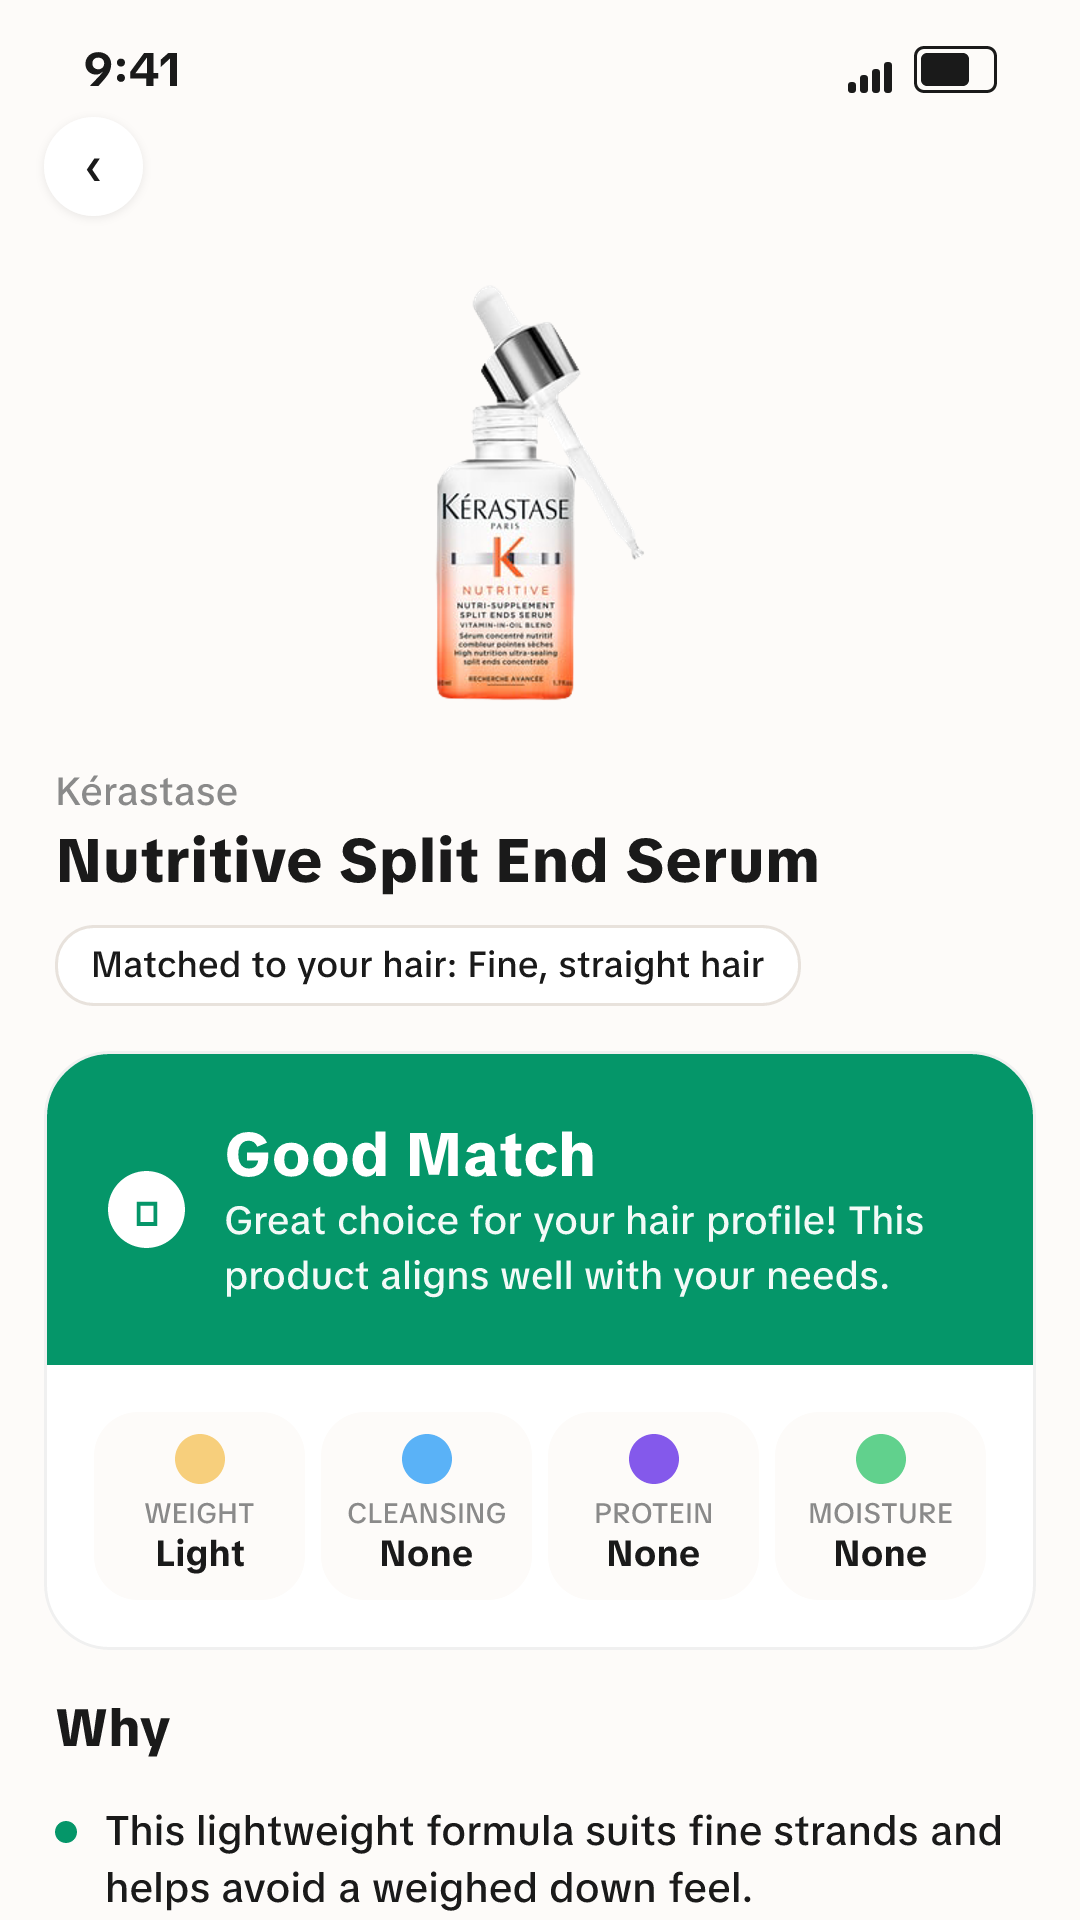 9:41
KÉRASTASE
PARIS
K
NUTRITIVE
NUTRI-SUPPLEMENT
SPLIT ENDS SERUM
VITAMIN-IN-OIL BLEND
Sérum concentré nutritif
combleur pointes sèches
High nutrition ultra-sealing
split ends concentrate
RECHERCHE AVANCÉE
Kérastase
Nutritive Split End Serum
Matched to your hair: Fine, straight hair
Good Match
Great choice for your hair profile! This
product aligns well with your needs.
WEIGHT CLEANSING PROTEIN MOISTURE
Light None None None
Why
This lightweight formula suits fine strands and
helps avoid a weighed down feel.